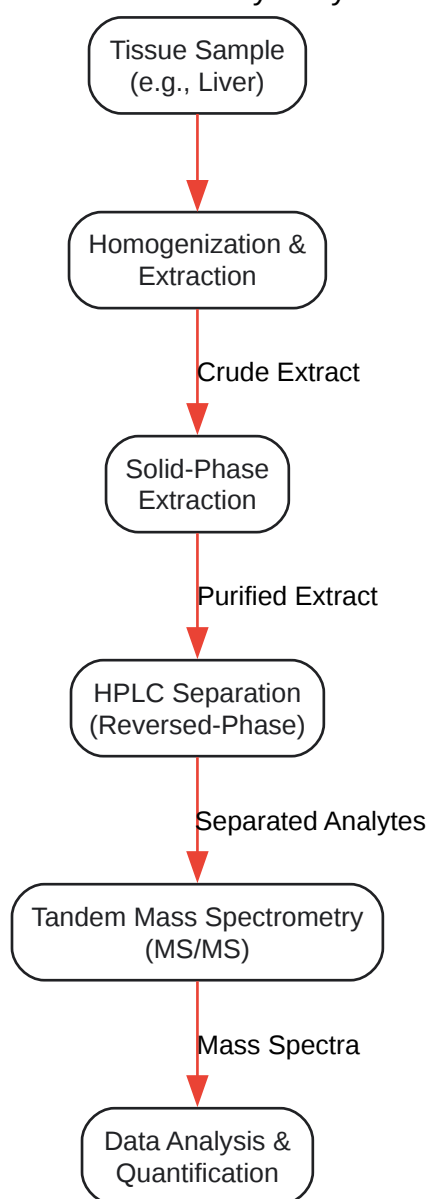 Tissue Sample
(e.g., Liver)
Homogenization &
Extraction
Crude Extract
Solid-Phase
Extraction
Purified Extract
HPLC Separation
(Reversed-Phase)
Separated Analytes
Tandem Mass Spectrometry
(MS/MS)
Mass Spectra
Data Analysis &
Quantification